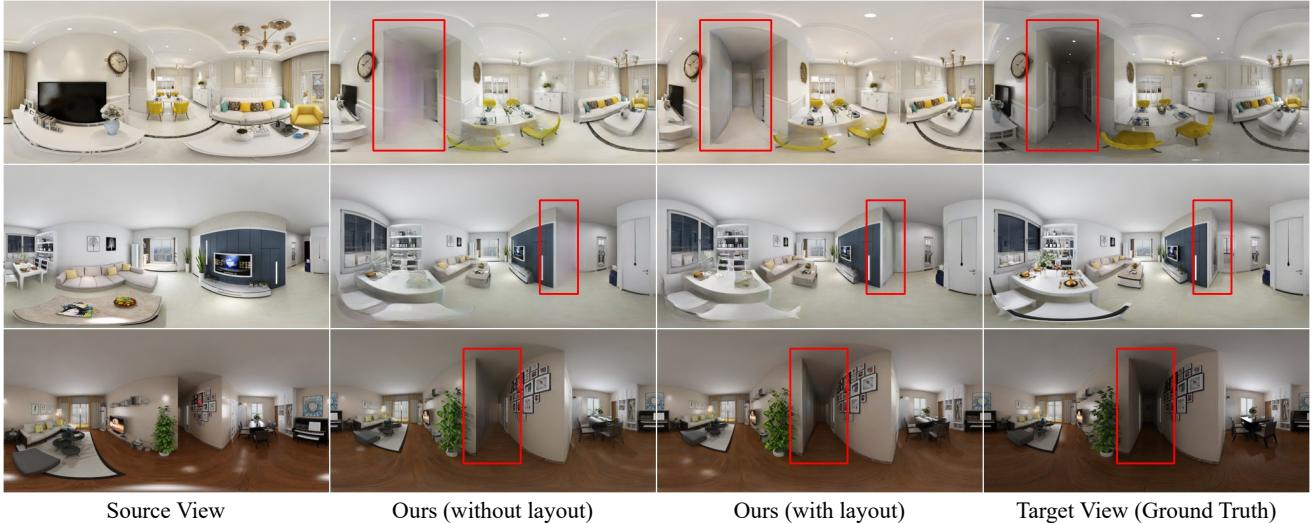 Source View
Ours (without layout)
Ours (with layout)
Target View (Ground Truth)